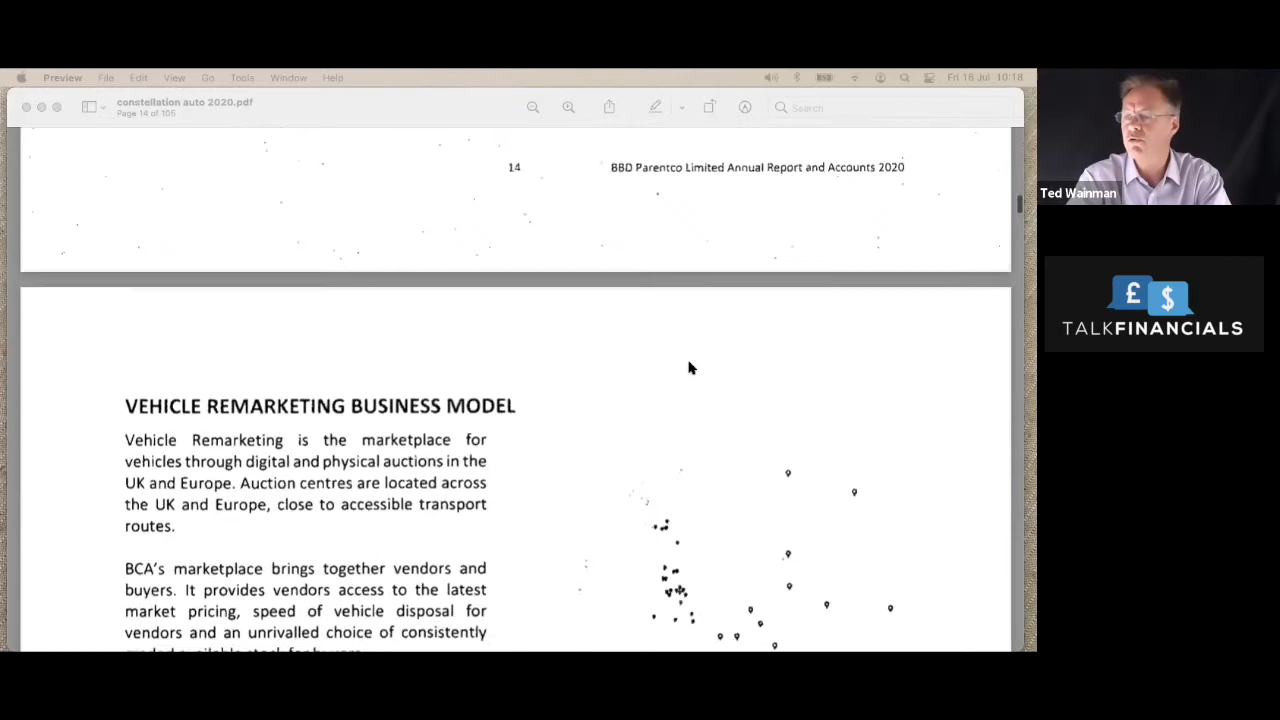 Preview File Edit View Go Tools Window Help
Fri 16 Jul 10:18
constellation auto 2020.pdf
Page 14 of 105
Search
14
BBD Parentco Limited Annual Report and Accounts 2020
VEHICLE REMARKETING BUSINESS MODEL
Vehicle Remarketing is the marketplace for
vehicles through digital and physical auctions in the
UK and Europe. Auction centres are located across
the UK and Europe, close to accessible transport
routes.
BCA's marketplace brings together vendors and
buyers. It provides vendors access to the latest
market pricing, speed of vehicle disposal for
vendors and an unrivalled choice of consistently
Ted Wainman
£ $
TALKFINANCIALS